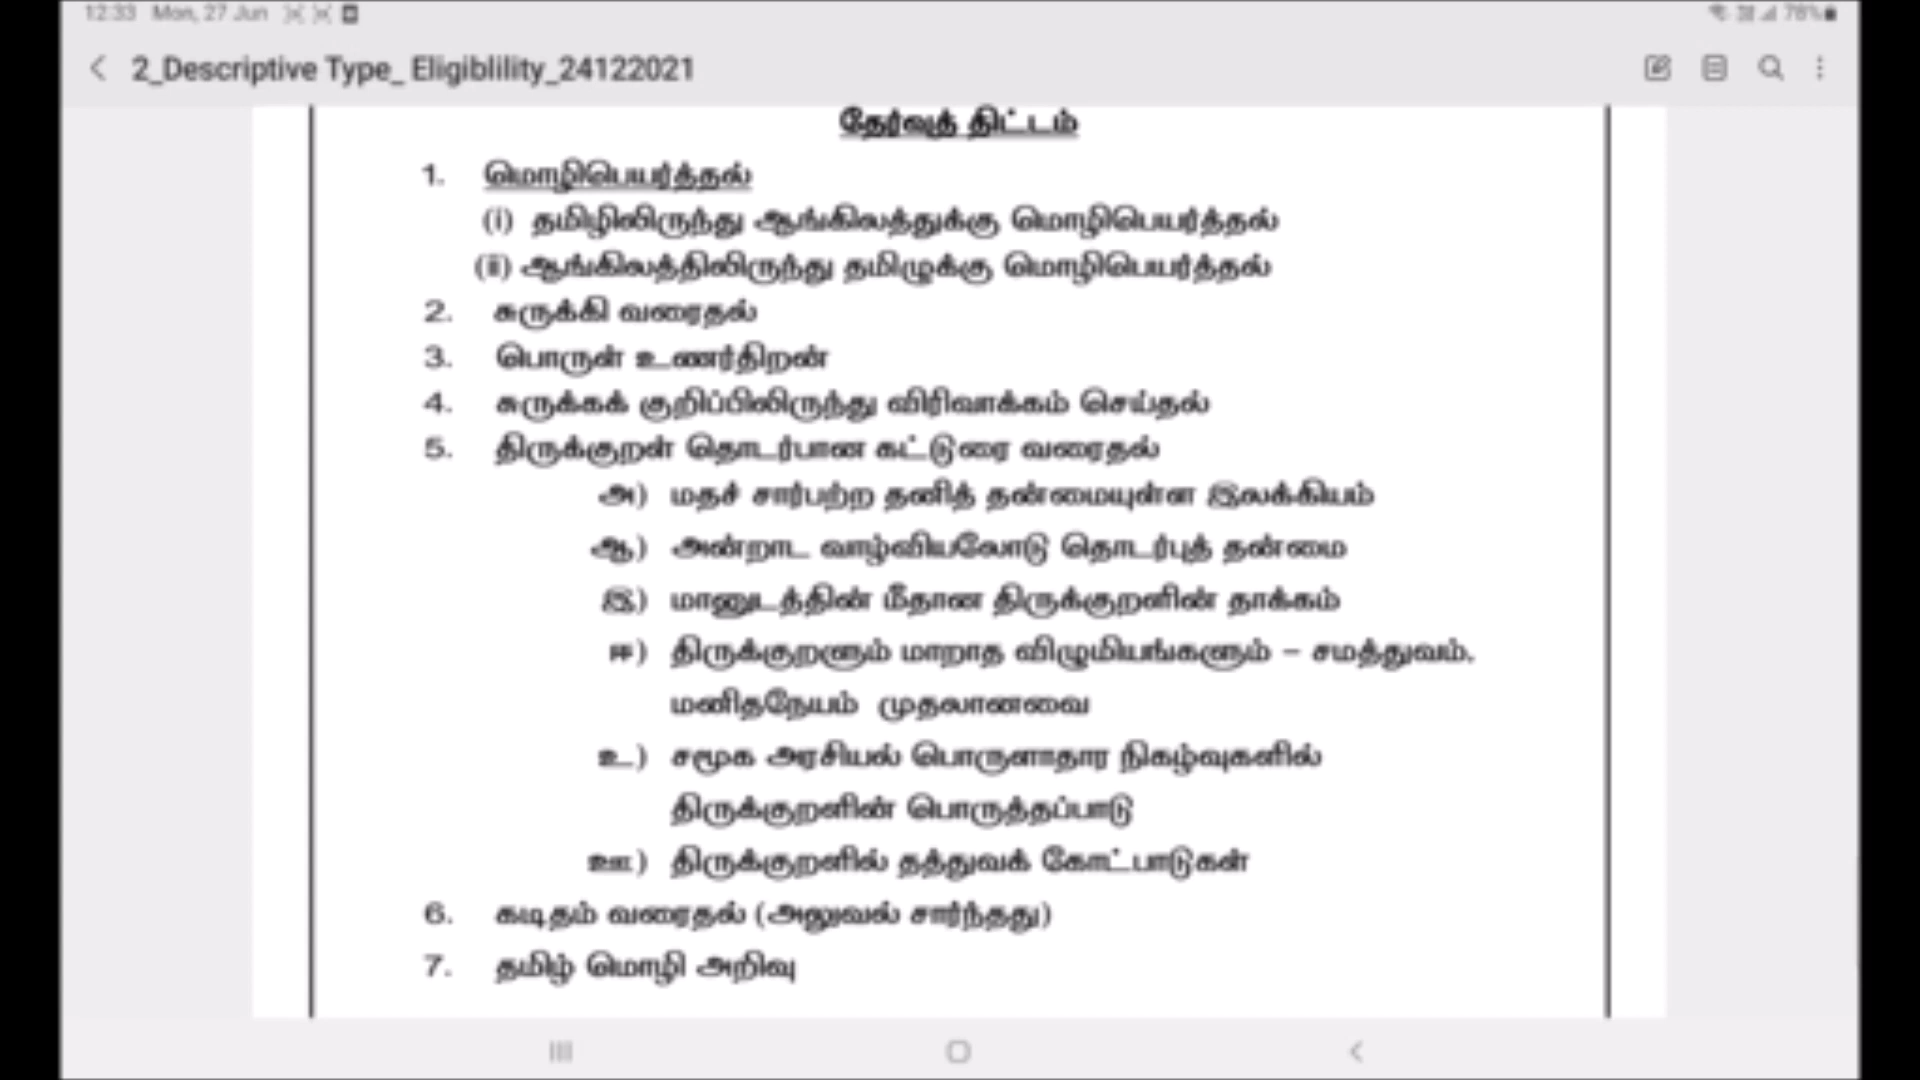 12:33 Mon, 27 Jun 78%
2_Descriptive Type_ Eligiblility_24122021
தேர்வுத் திட்டம்
1. மொழிபெயர்த்தல்
(i) தமிழிலிருந்து ஆங்கிலத்துக்கு மொழிபெயர்த்தல்
(ii) ஆங்கிலத்திலிருந்து தமிழுக்கு மொழிபெயர்த்தல்
2. சுருக்கி வரைதல்
3. பொருள் உணர்திறன்
4. சுருக்கக் குறிப்பிலிருந்து விரிவாக்கம் செய்தல்
5. திருக்குறள் தொடர்பான கட்டுரை வரைதல்
அ) மதச் சார்பற்ற தனித் தன்மையுள்ள இலக்கியம்
ஆ) அன்றாட வாழ்வியலோடு தொடர்புத் தன்மை
இ) மானுடத்தின் மீதான திருக்குறளின் தாக்கம்
ஈ) திருக்குறளும் மாறாத விழுமியங்களும் – சமத்துவம்,
மனிதநேயம் முதலானவை
உ) சமூக அரசியல் பொருளாதார நிகழ்வுகளில்
திருக்குறளின் பொருத்தப்பாடு
ஊ) திருக்குறளில் தத்துவக் கோட்பாடுகள்
6. கடிதம் வரைதல் (அலுவல் சார்ந்தது)
7. தமிழ் மொழி அறிவு